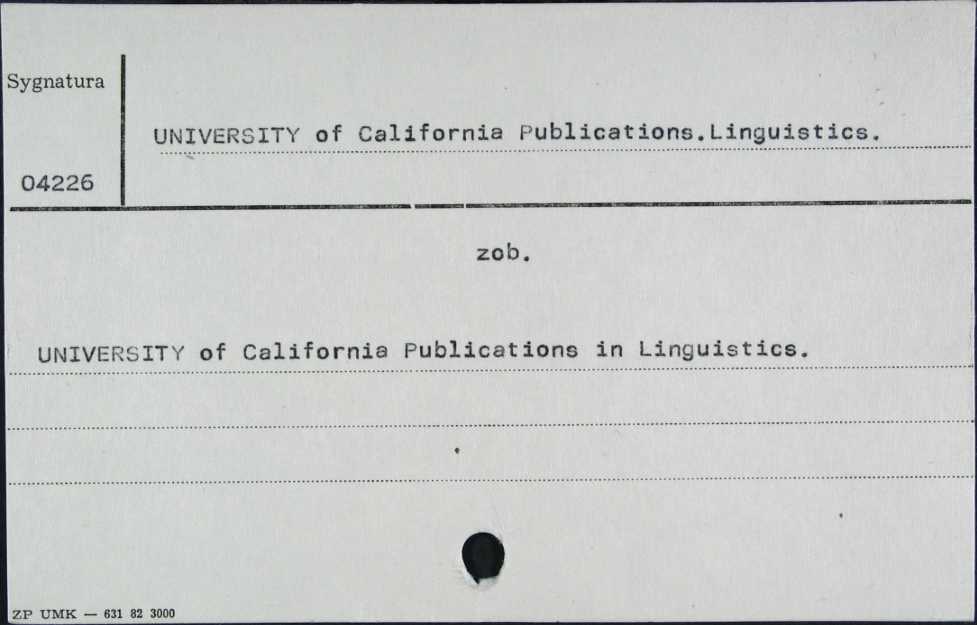 Sygnatura
UNIVERSITY of California Publications.Linguistics.
04226
zob.
UNIVERSITY of California Publications in Linguistics.
ZP UMK — 631 82 3000